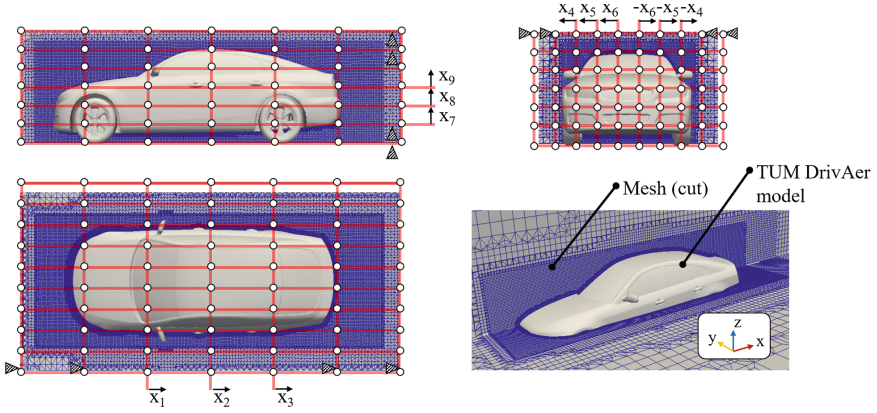 x₄ x₅ x₆ -x₆ -x₅ -x₄
x₉
x₈
x₇
TUM DrivAer
model
Mesh (cut)
z
y
x
x₁ x₂ x₃